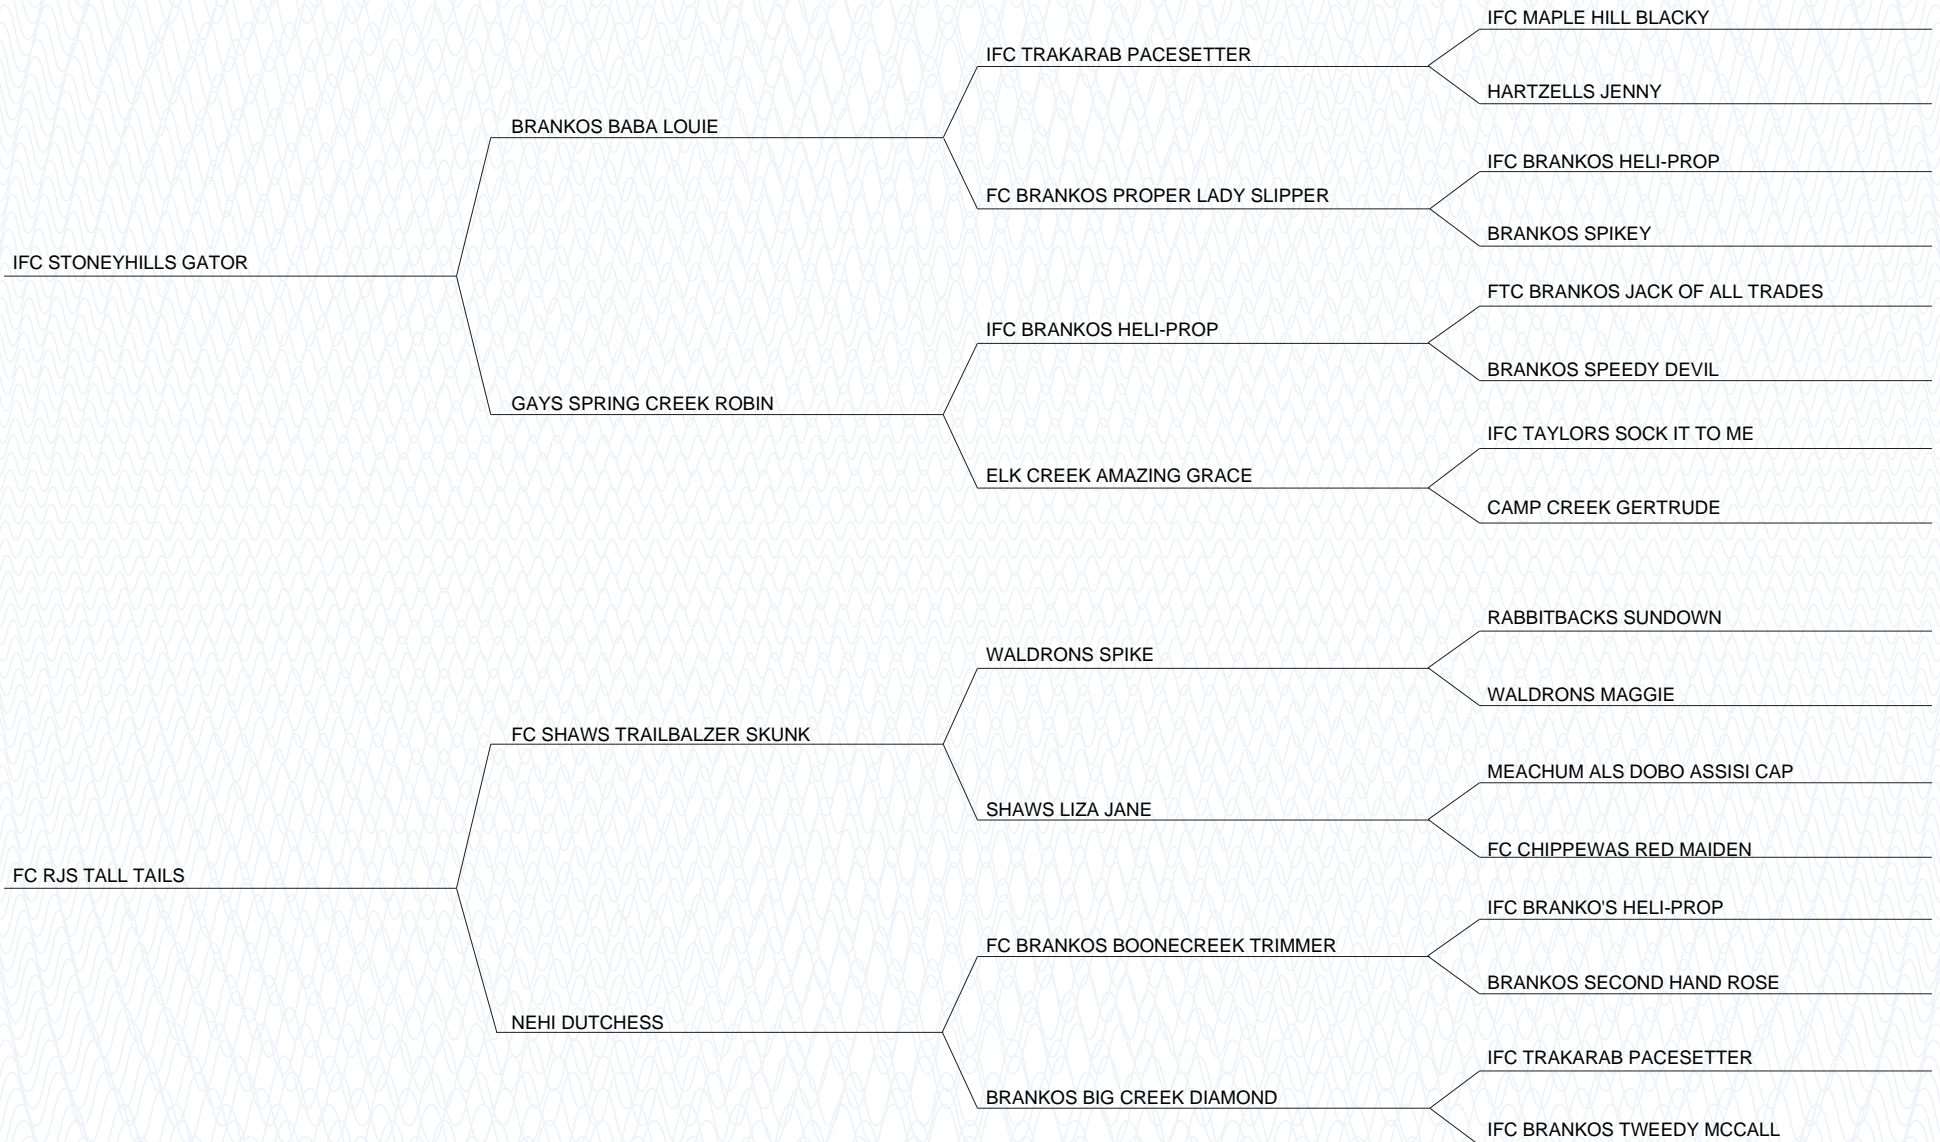 IFC MAPLE HILL BLACKY
IFC TRAKARAB PACESETTER
HARTZELLS JENNY
BRANKOS BABA LOUIE
IFC BRANKOS HELI-PROP
FC BRANKOS PROPER LADY SLIPPER
BRANKOS SPIKEY
IFC STONEYHILLS GATOR
FTC BRANKOS JACK OF ALL TRADES
IFC BRANKOS HELI-PROP
BRANKOS SPEEDY DEVIL
GAYS SPRING CREEK ROBIN
IFC TAYLORS SOCK IT TO ME
ELK CREEK AMAZING GRACE
CAMP CREEK GERTRUDE
RABBITBACKS SUNDOWN
WALDRONS SPIKE
WALDRONS MAGGIE
FC SHAWS TRAILBALZER SKUNK
MEACHUM ALS DOBO ASSISI CAP
SHAWS LIZA JANE
FC CHIPPEWAS RED MAIDEN
FC RJS TALL TAILS
IFC BRANKO'S HELI-PROP
FC BRANKOS BOONECREEK TRIMMER
BRANKOS SECOND HAND ROSE
NEHI DUTCHESS
IFC TRAKARAB PACESETTER
BRANKOS BIG CREEK DIAMOND
IFC BRANKOS TWEEDY MCCALL